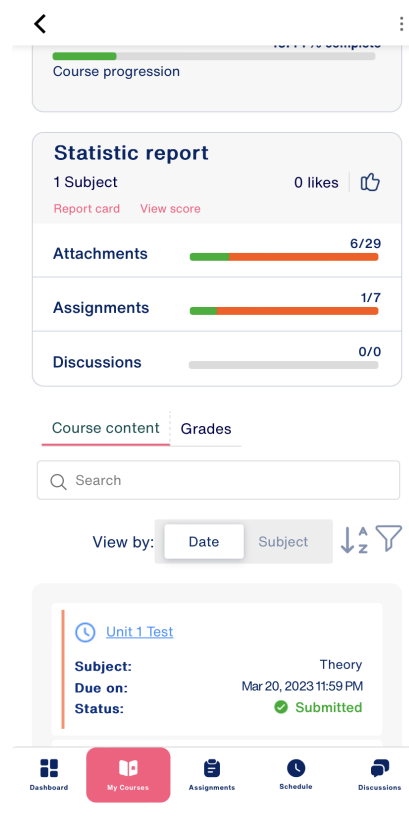 complete
Course progression
Statistic report
1 Subject
0 likes
Report card View score
Attachments 6/29
Assignments 1/7
Discussions 0/0
Course content Grades
Search
View by: Date Subject
A
Z
Unit 1 Test
Subject: Theory
Due on: Mar 20, 2023 11:59 PM
Status: Submitted
Dashboard My Courses Assignments Schedule Discussions